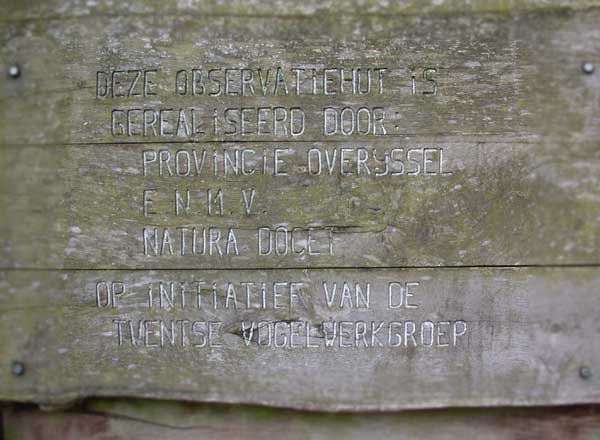 DEZE OBSERVATIEHUT IS
GEREALISEERD DOOR:
PROVINCIE OVERIJSSEL
E.N.M.V.
NATURA DOCET
OP INITIATIEF VAN DE
TWENTSE VOGELWERKGROEP